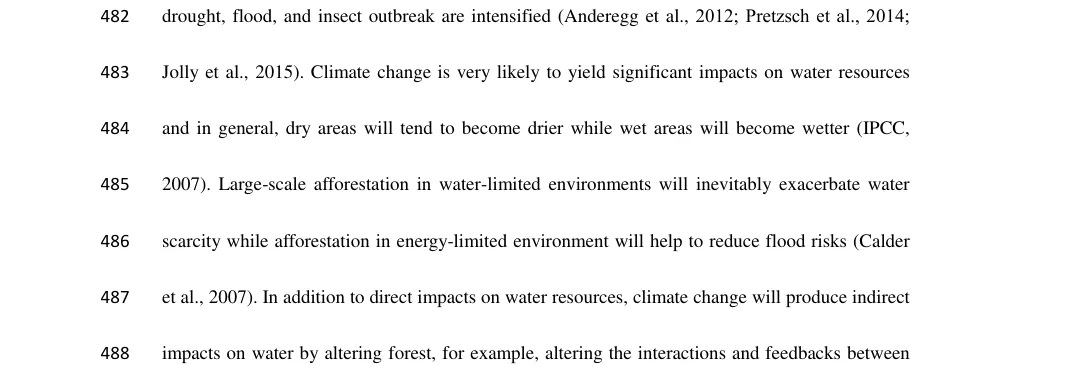 482 drought, flood, and insect outbreak are intensified (Anderegg et al., 2012; Pretzsch et al., 2014;
483 Jolly et al., 2015). Climate change is very likely to yield significant impacts on water resources
484 and in general, dry areas will tend to become drier while wet areas will become wetter (IPCC,
485 2007). Large-scale afforestation in water-limited environments will inevitably exacerbate water
486 scarcity while afforestation in energy-limited environment will help to reduce flood risks (Calder
487 et al., 2007). In addition to direct impacts on water resources, climate change will produce indirect
488 impacts on water by altering forest, for example, altering the interactions and feedbacks between